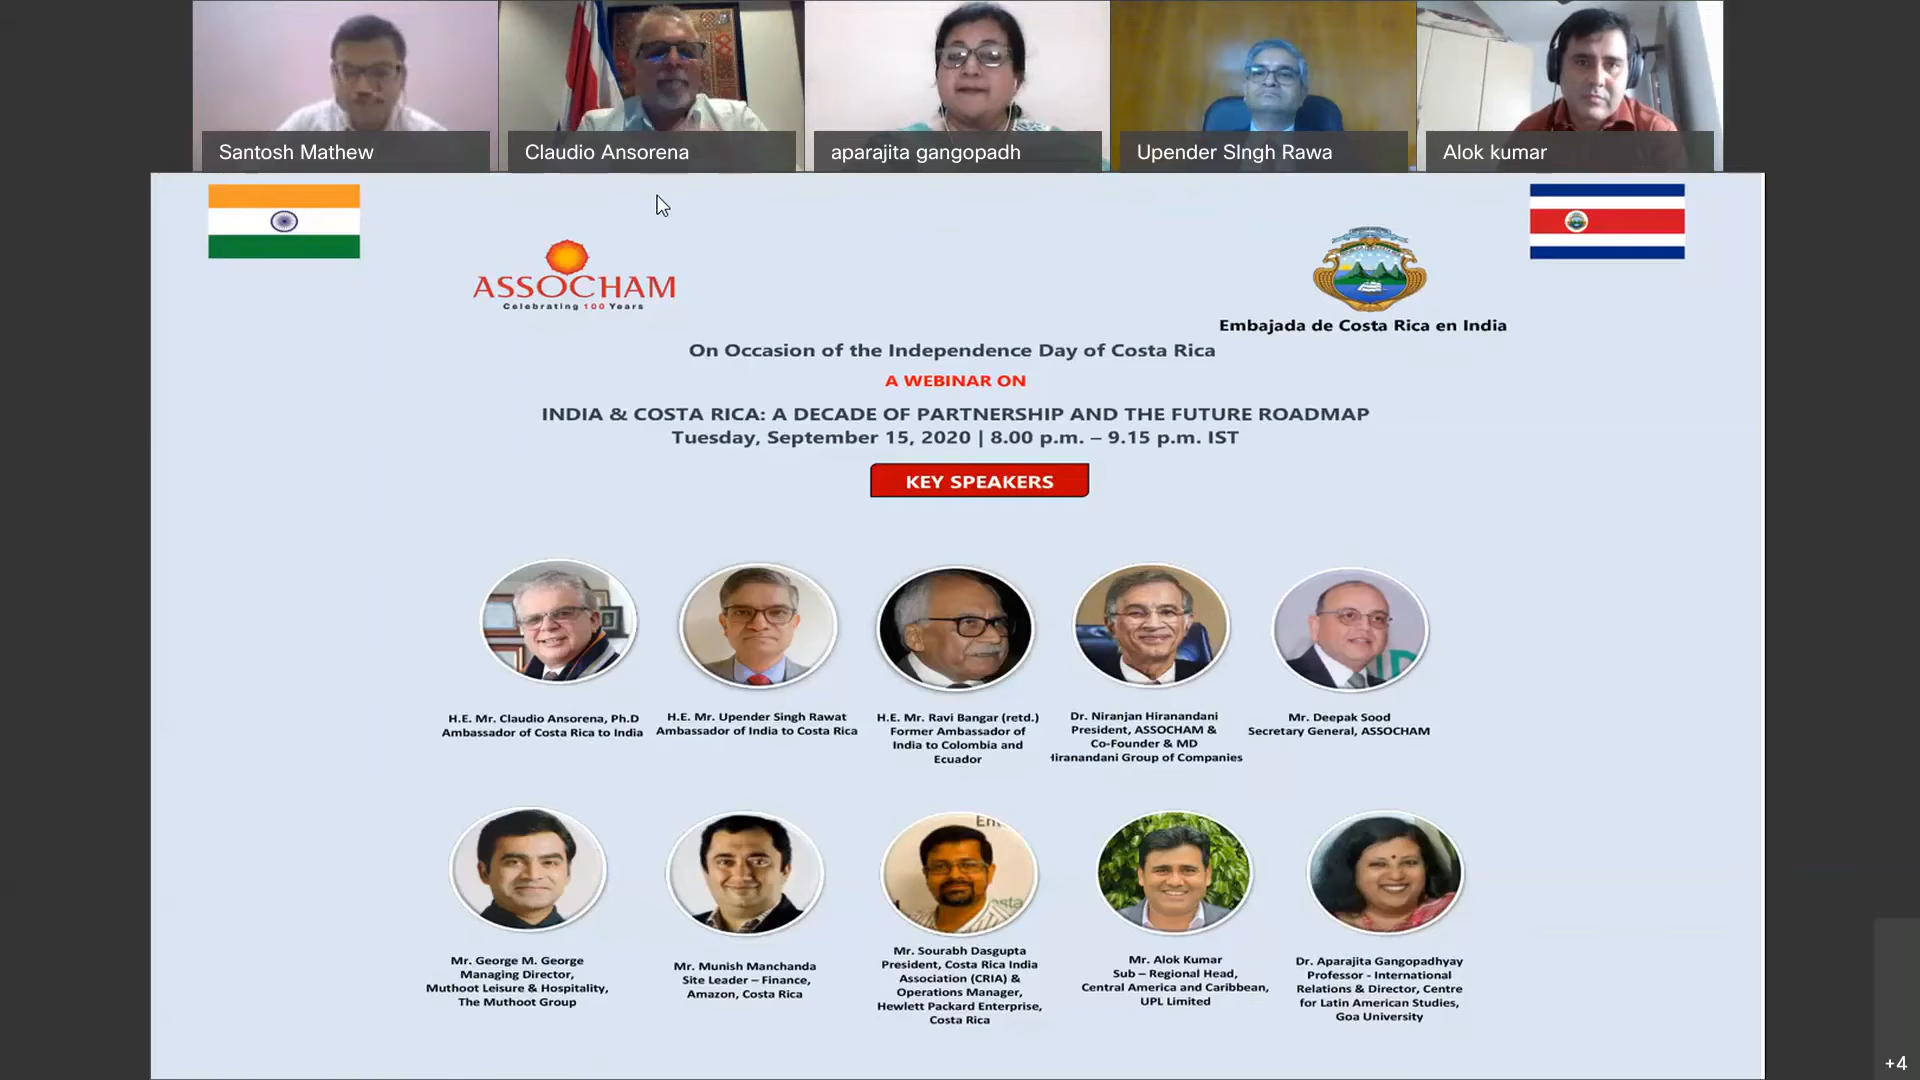 Santosh Mathew
Claudio Ansorena
aparajita gangopadh
Upender SIngh Rawa
Alok kumar
ASSOCHAM
Celebrating 100 Years
Embajada de Costa Rica en India
On Occasion of the Independence Day of Costa Rica
A WEBINAR ON
INDIA & COSTA RICA: A DECADE OF PARTNERSHIP AND THE FUTURE ROADMAP
Tuesday, September 15, 2020 | 8.00 p.m. – 9.15 p.m. IST
KEY SPEAKERS
H.E. Mr. Claudio Ansorena, Ph.D
Ambassador of Costa Rica to India
H.E. Mr. Upender Singh Rawat
Ambassador of India to Costa Rica
H.E. Mr. Ravi Bangar (retd.)
Former Ambassador of
India to Colombia and
Ecuador
Dr. Niranjan Hiranandani
President, ASSOCHAM &
Co-Founder & MD
Hiranandani Group of Companies
Mr. Deepak Sood
Secretary General, ASSOCHAM
Mr. George M. George
Managing Director,
Muthoot Leisure & Hospitality,
The Muthoot Group
Mr. Munish Manchanda
Site Leader – Finance,
Amazon, Costa Rica
Mr. Sourabh Dasgupta
President, Costa Rica India
Association (CRIA) &
Operations Manager,
Hewlett Packard Enterprise,
Costa Rica
Mr. Alok Kumar
Sub – Regional Head,
Central America and Caribbean,
UPL Limited
Dr. Aparajita Gangopadhyay
Professor - International
Relations & Director, Centre
for Latin American Studies,
Goa University
+4